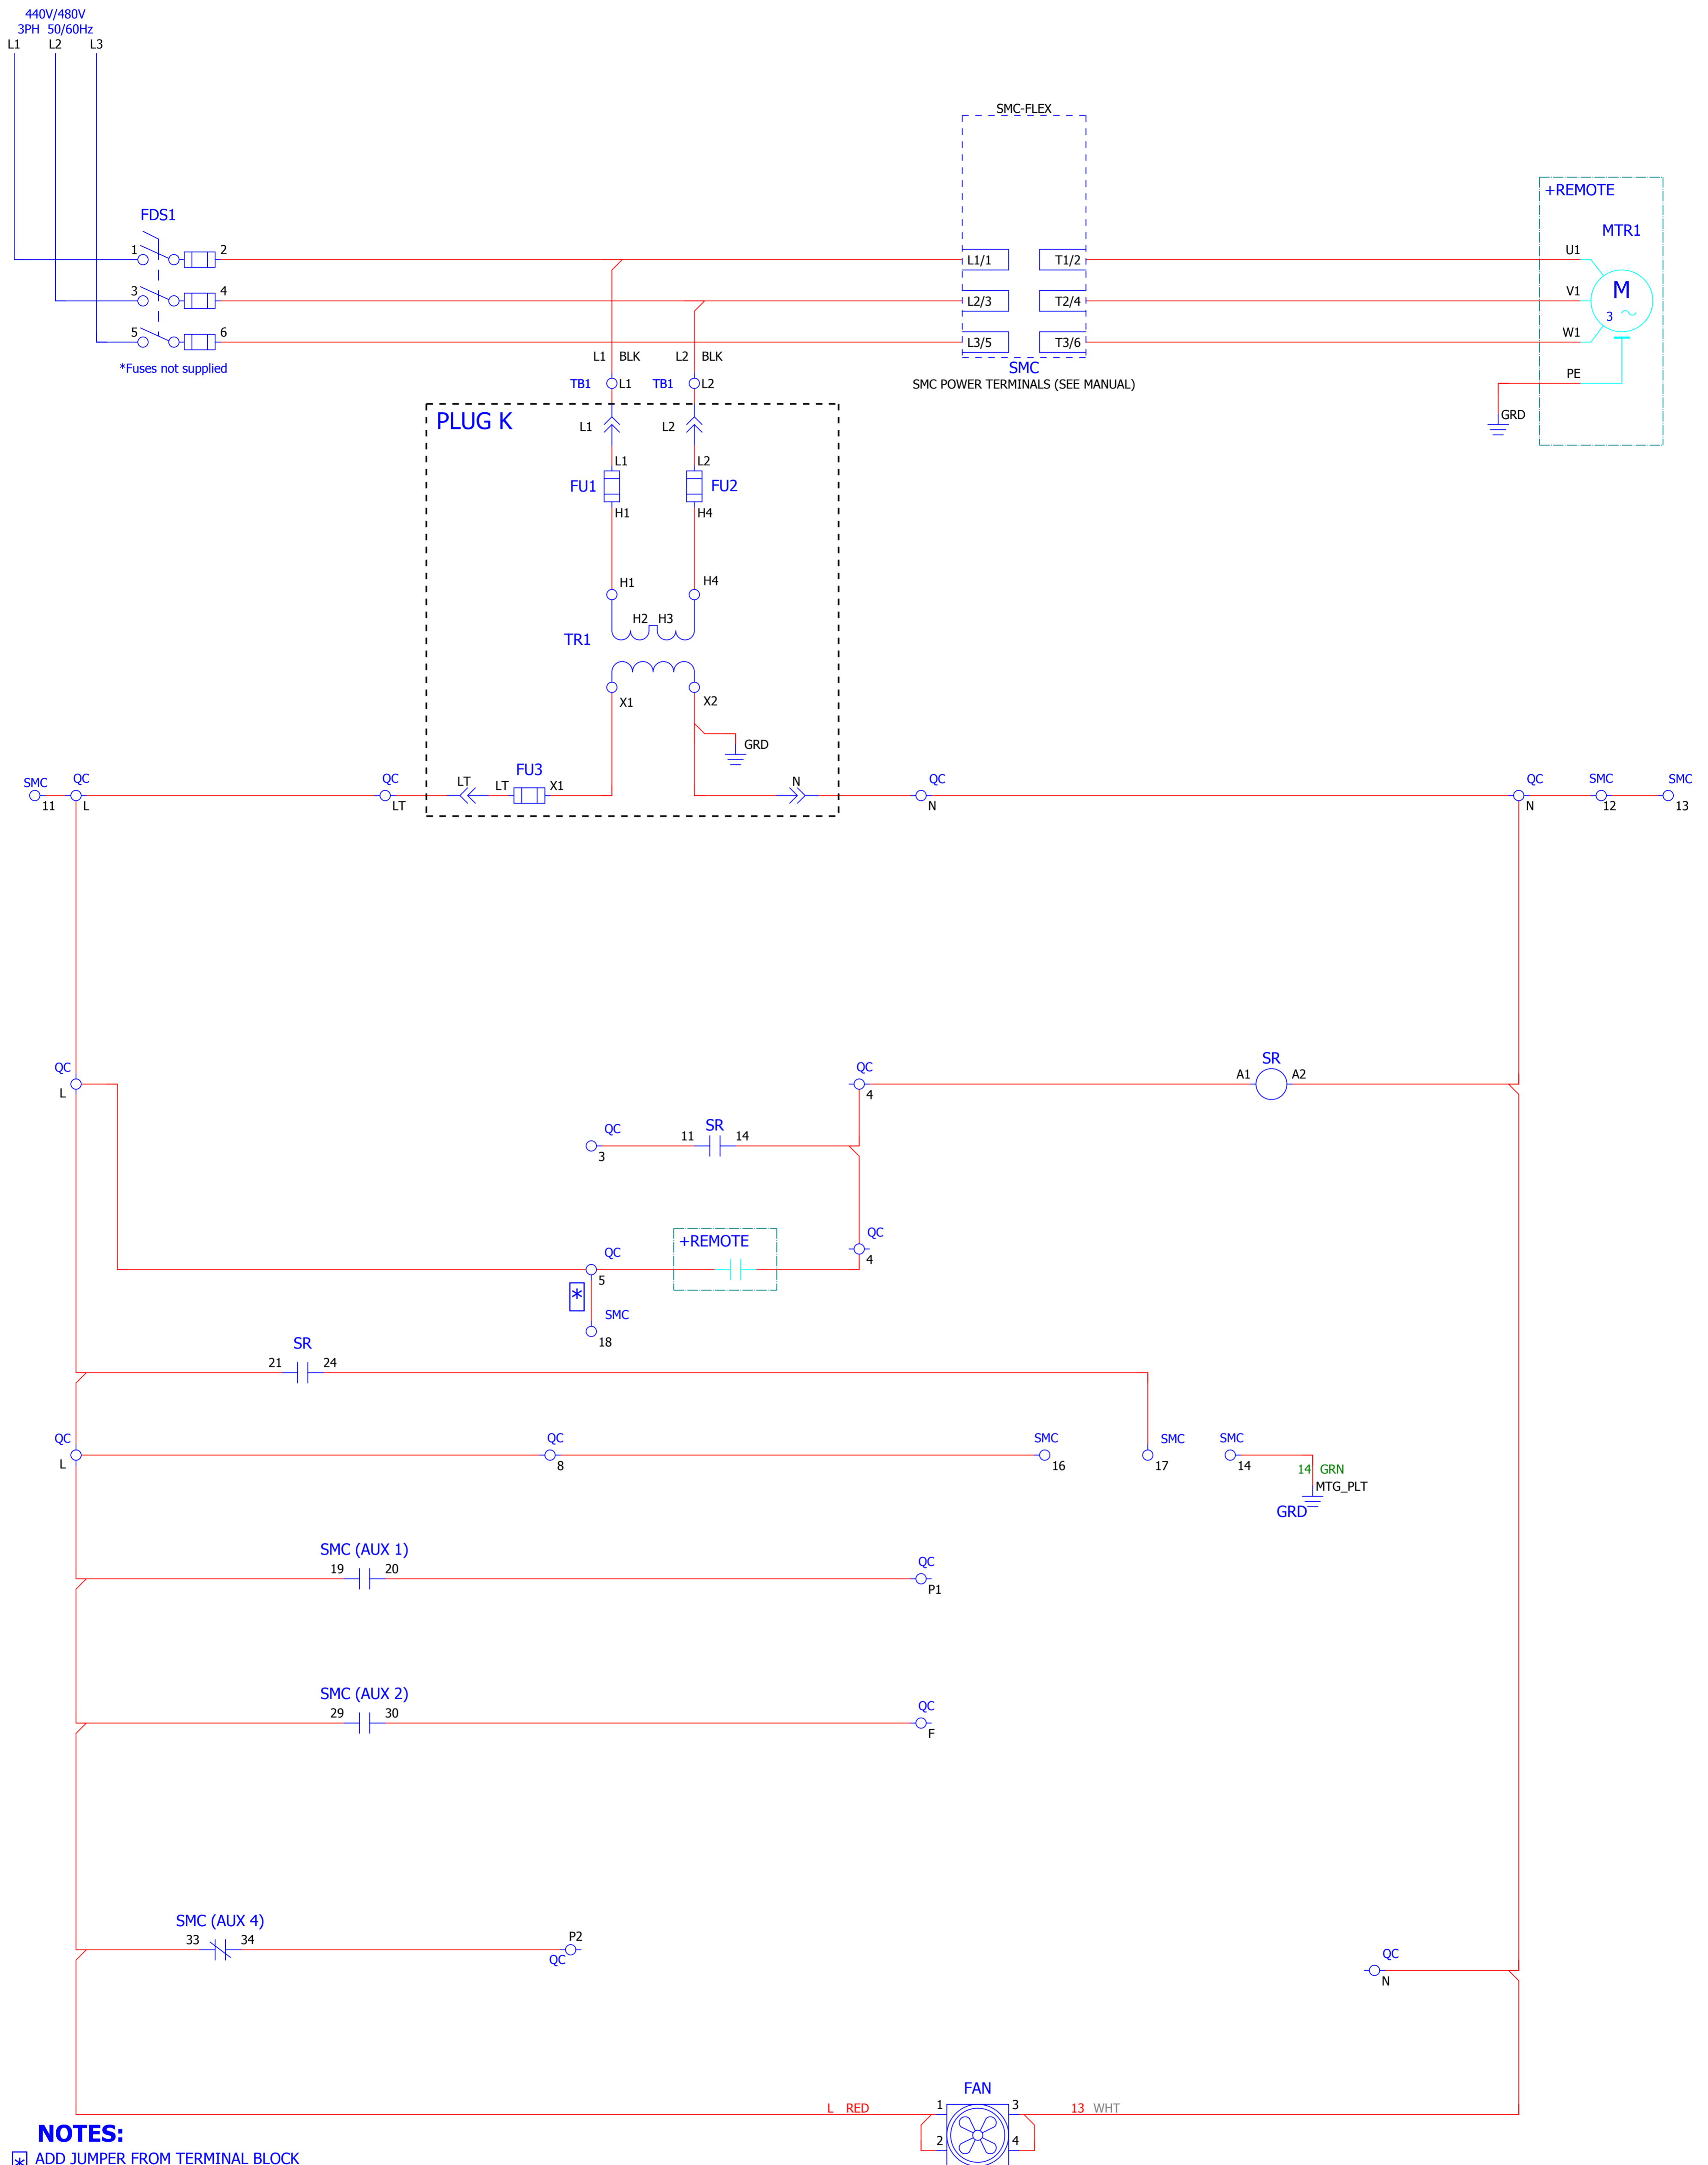 440V/480V
3PH 50/60Hz
L1 L2 L3
SMC-FLEX
+REMOTE
FDS1
MTR1
1 2
L1/1 T1/2
U1
3 4
L2/3 T2/4
V1
M
3
5 6
L3/5 T3/6
W1
*Fuses not supplied
L1 BLK L2 BLK
SMC
SMC POWER TERMINALS (SEE MANUAL)
PE
TB1 L1 TB1 L2
GRD
PLUG K
L1 L2
L1 L2
FU1 FU2
H1 H4
H1 H4
H2 H3
TR1
X1 X2
GRD
FU3
SMC QC QC LT LT X1 N QC QC SMC SMC
11 L LT N N 12 13
QC QC SR
L 4 A1 A2
QC SR
3 11 14
QC
4
+REMOTE
QC
5
*
SMC
18
SR
21 24
QC QC SMC SMC SMC
L 8 16 17 14
14 GRN
MTG_PLT
GRD
SMC (AUX 1)
19 20
QC
P1
SMC (AUX 2)
29 30
QC
F
SMC (AUX 4)
33 34
P2
QC
QC
N
FAN
L RED 1 3 13 WHT
2 4
NOTES:
* ADD JUMPER FROM TERMINAL BLOCK